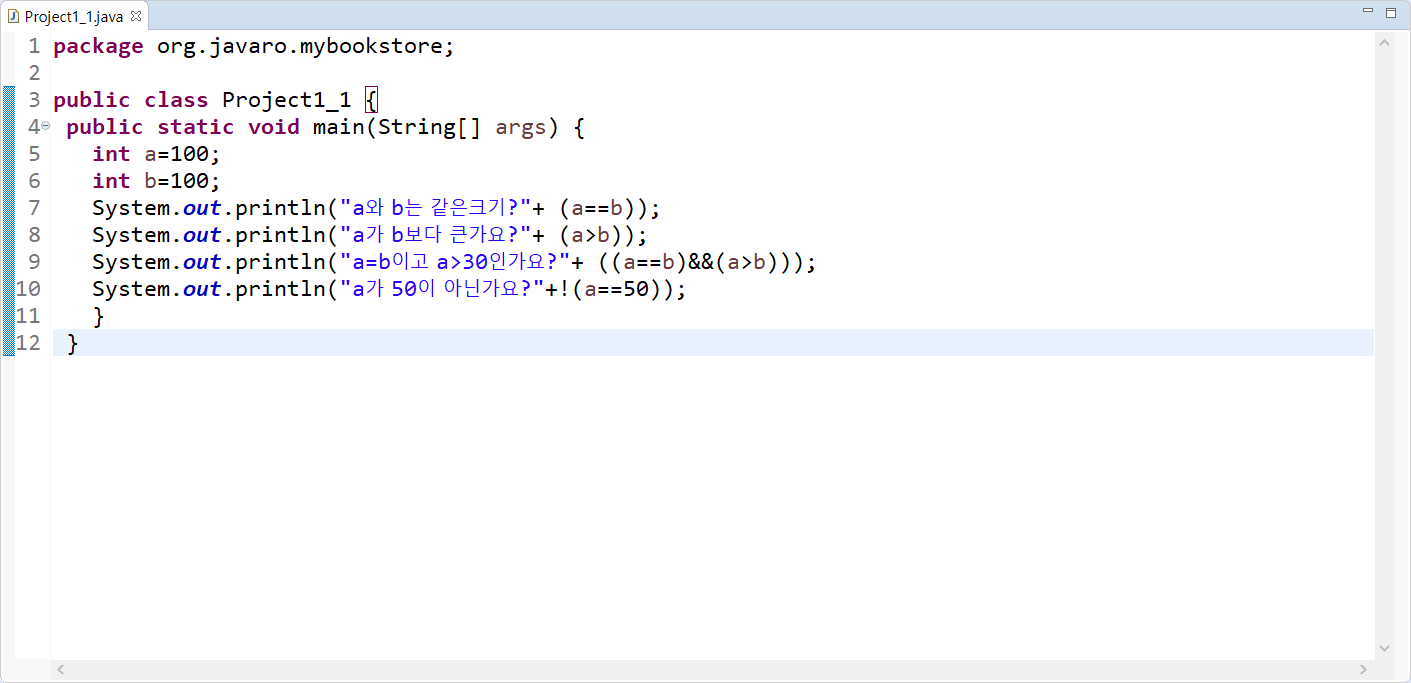 Project1_1.java
1 package org.javaro.mybookstore;
2
3 public class Project1_1 {
4 public static void main(String[] args) {
5 int a=100;
6 int b=100;
7 System.out.println("a와 b는 같은크기?"+ (a==b));
8 System.out.println("a가 b보다 큰가요?"+ (a>b));
9 System.out.println("a=b이고 a>30인가요?"+ ((a==b)&&(a>b)));
10 System.out.println("a가 50이 아닌가요?"+!(a==50));
11 }
12 }